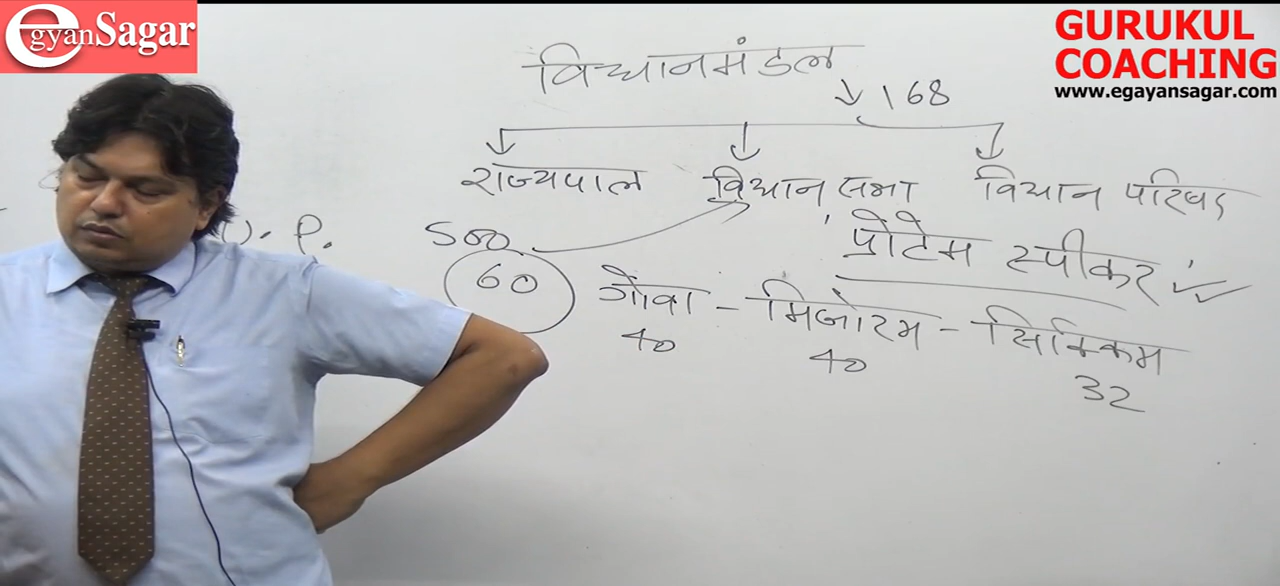 egyanSagar
GURUKUL
COACHING
www.egayansagar.com
विधानमंडल
168
राज्यपाल विधान सभा विधान परिषद
U. P. 500 प्रोटेम स्पीकर
60 गोवा - मिजोरम - सिक्किम
40 40 32